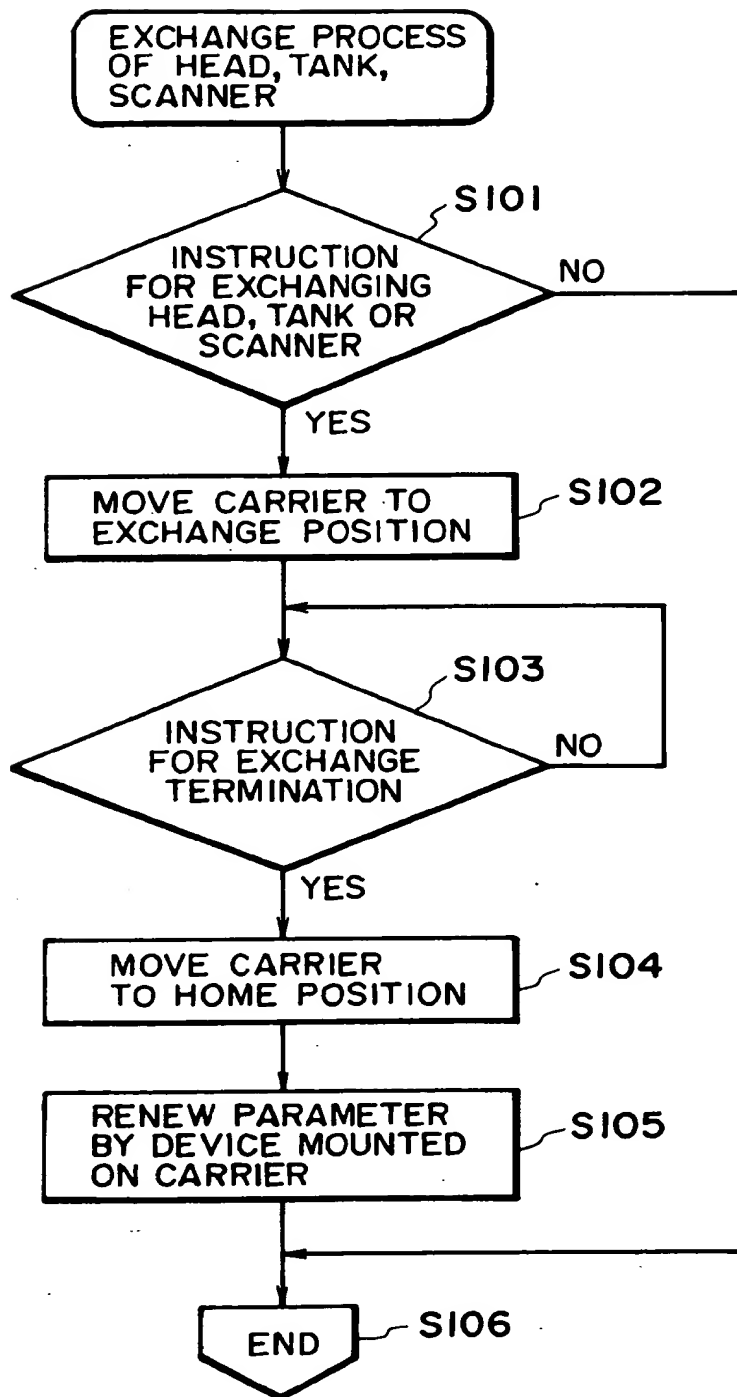 EXCHANGE PROCESS
OF HEAD, TANK,
SCANNER
S101
INSTRUCTION
FOR EXCHANGING
HEAD, TANK OR
SCANNER
NO
YES
MOVE CARRIER TO
EXCHANGE POSITION
S102
S103
INSTRUCTION
FOR EXCHANGE
TERMINATION
NO
YES
MOVE CARRIER
TO HOME POSITION
S104
RENEW PARAMETER
BY DEVICE MOUNTED
ON CARRIER
S105
END
S106